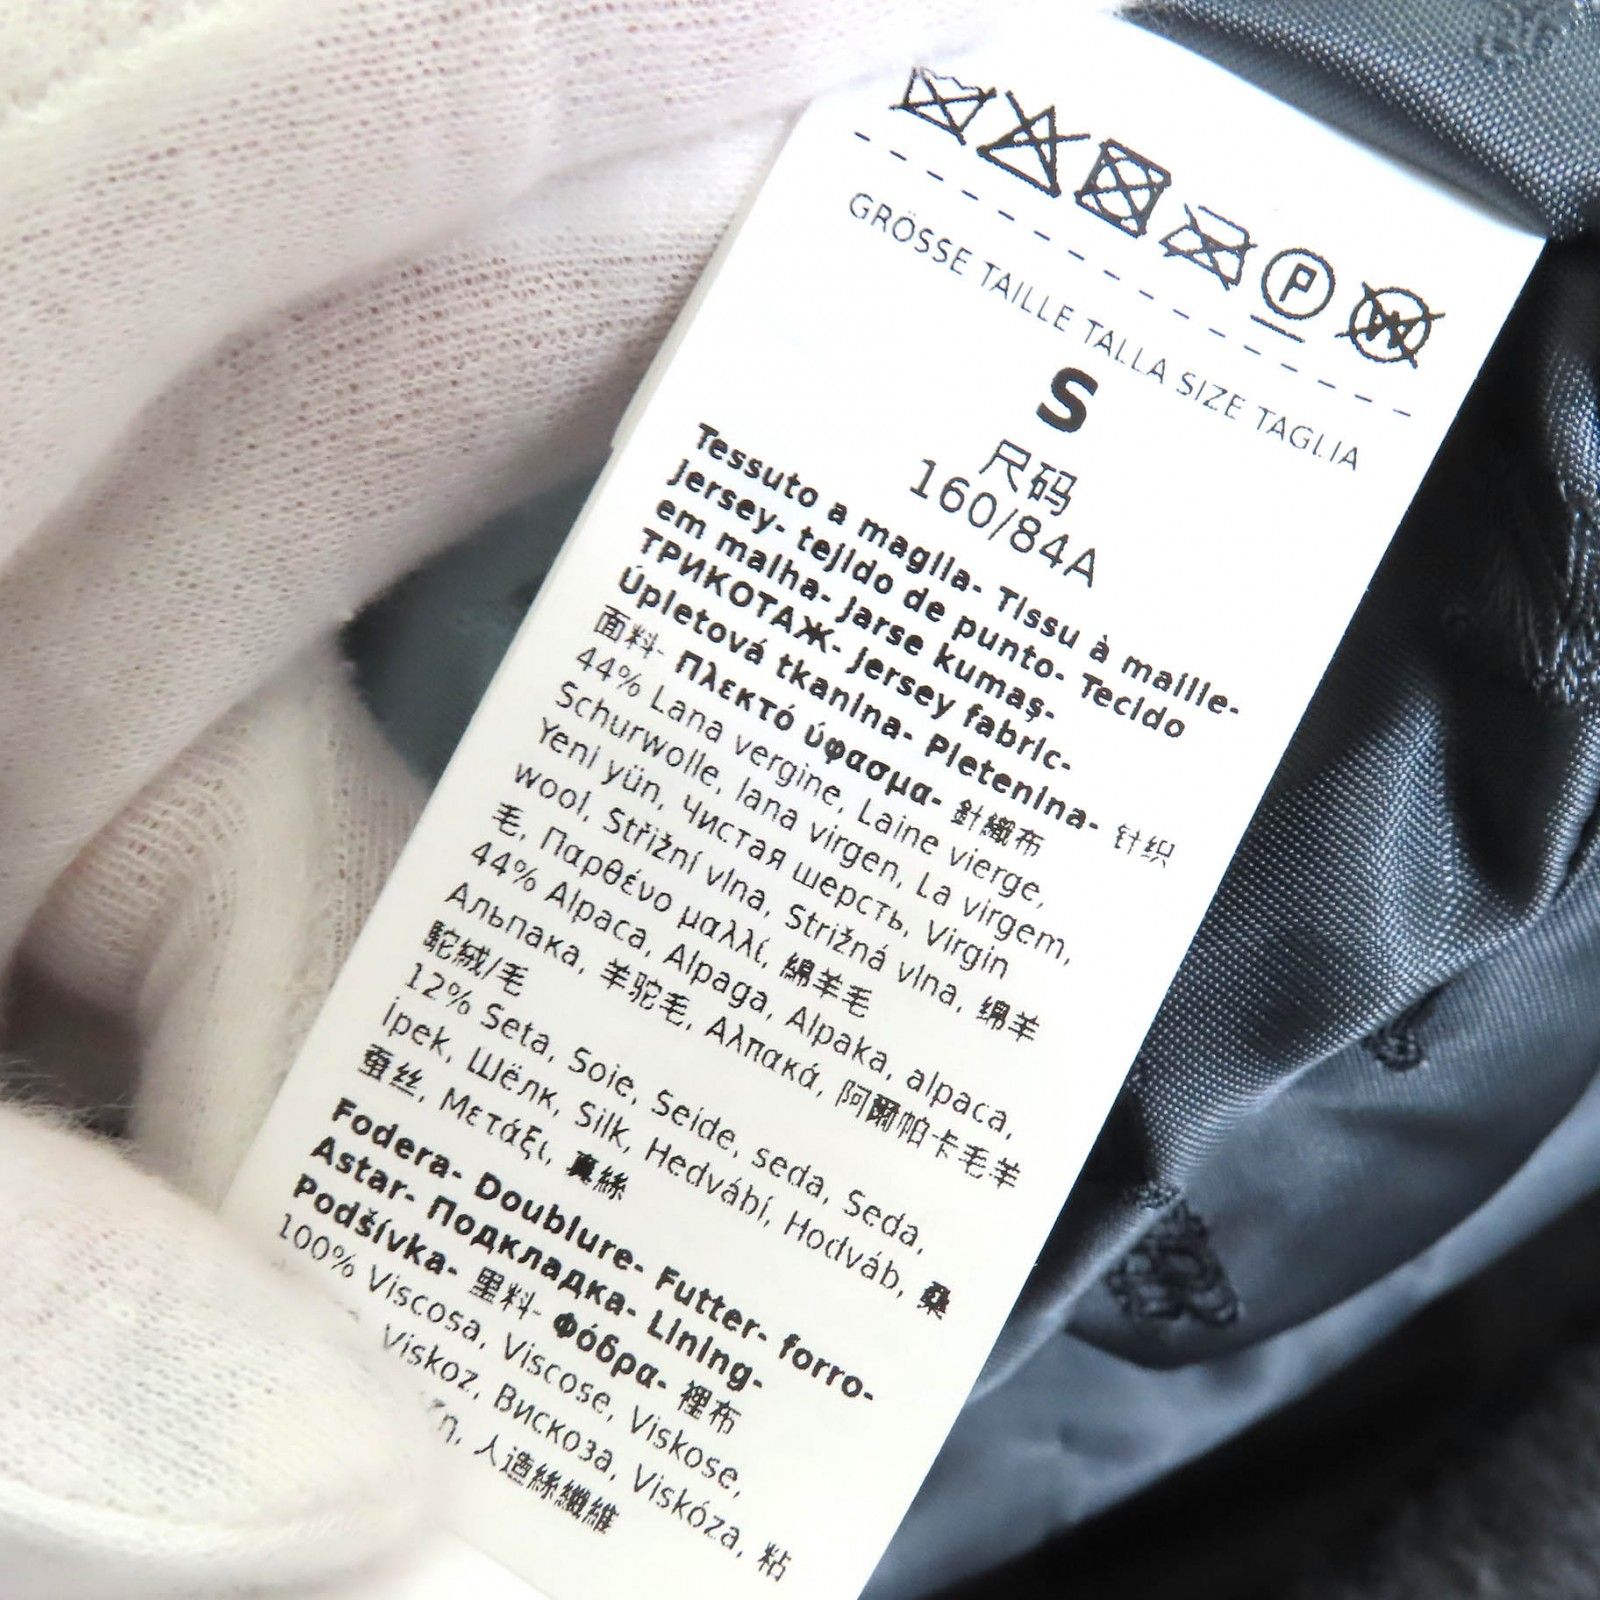 P
W
GRÖSSE TAILLE TALLA SIZE TAGLIA
S
尺码
160/84A
Tessuto a maglia- Tissu à maille-
Jersey- tejido de punto- Tecido
em malha- Jarse kumaş-
ТРИКОТАЖ- Jersey fabric-
Úpletová tkanina- Pletenina- 针织
面料- Πλεκτό ύφασμα- 針織布
44% Lana vergine, Laine vierge,
Schurwolle, lana virgen, La virgem,
Yeni yün, Чистая шерсть, Virgin
wool, Střižní vlna, Strižná vlna, 绵羊
毛, Παρθένο μαλλί, 綿羊毛
44% Alpaca, Alpaga, Alpaka, alpaca,
Альпака, 羊驼毛, Αλπακά, 阿爾帕卡毛羊
駝絨/毛
12% Seta, Soie, Seide, seda, Seda,
İpek, Шёлк, Silk, Hedvábí, Hodváb, 桑
蚕丝, Μετάξι, 真絲
Fodera- Doublure- Futter- forro-
Astar- Подкладка- Lining-
Podšívka- 里料- Φόδρα- 裡布
100% Viscosa, Viscose, Viskose,
Viskoz, Вискоза, Viskóza, 粘
人造絲纖維